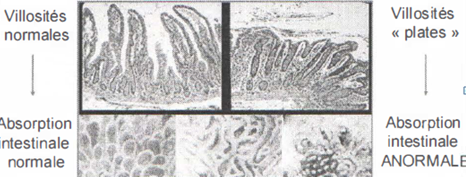 Villosités
normales
Absorption
intestinale
normale
Villosités
« plates »
Absorption
intestinale
ANORMALE